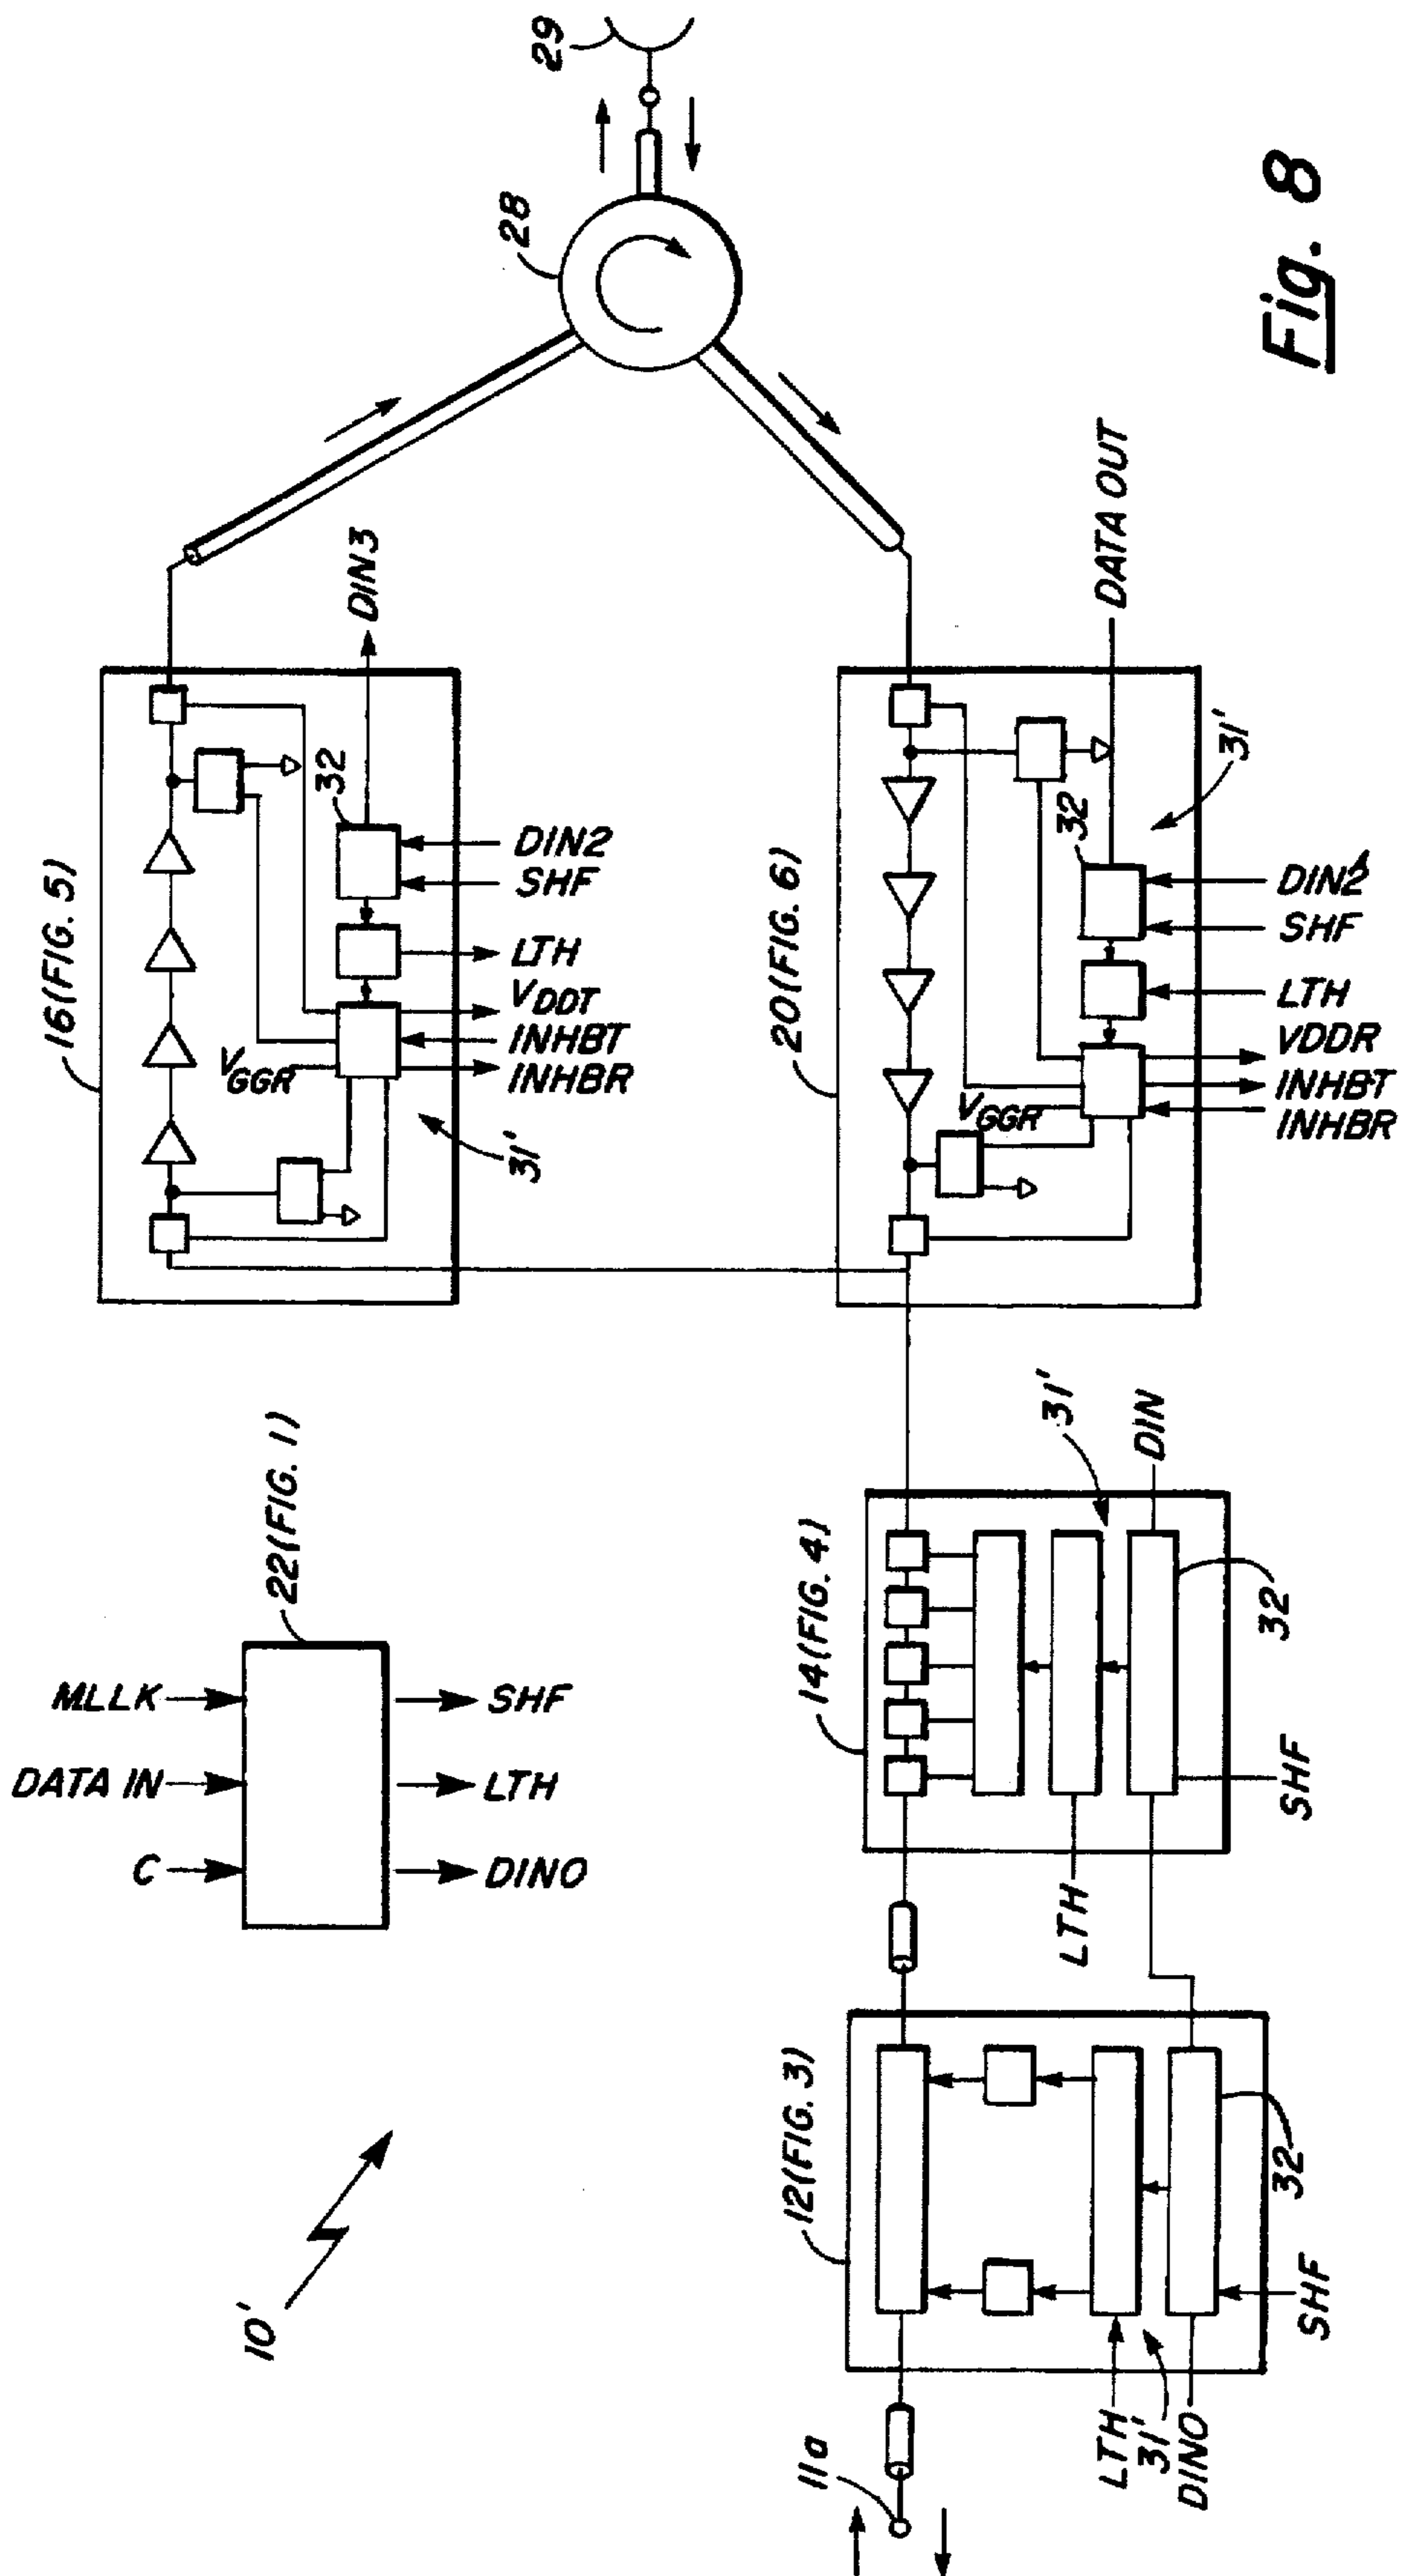 10'
MLLK
DATA IN
C
22(FIG. 1)
SHF
LTH
DINO
16(FIG. 5)
VGGR
32
DIN3
DIN2
SHF
LTH
VDDT
INHBT
INHBR
31'
28
29
11a
12(FIG. 3)
LTH
31'
DINO
SHF
32
14(FIG. 4)
LTH
31'
DIN
SHF
32
20(FIG. 6)
VGGR
32
DATA OUT
31'
DIN2'
SHF
LTH
VDDR
INHBT
INHBR
Fig. 8